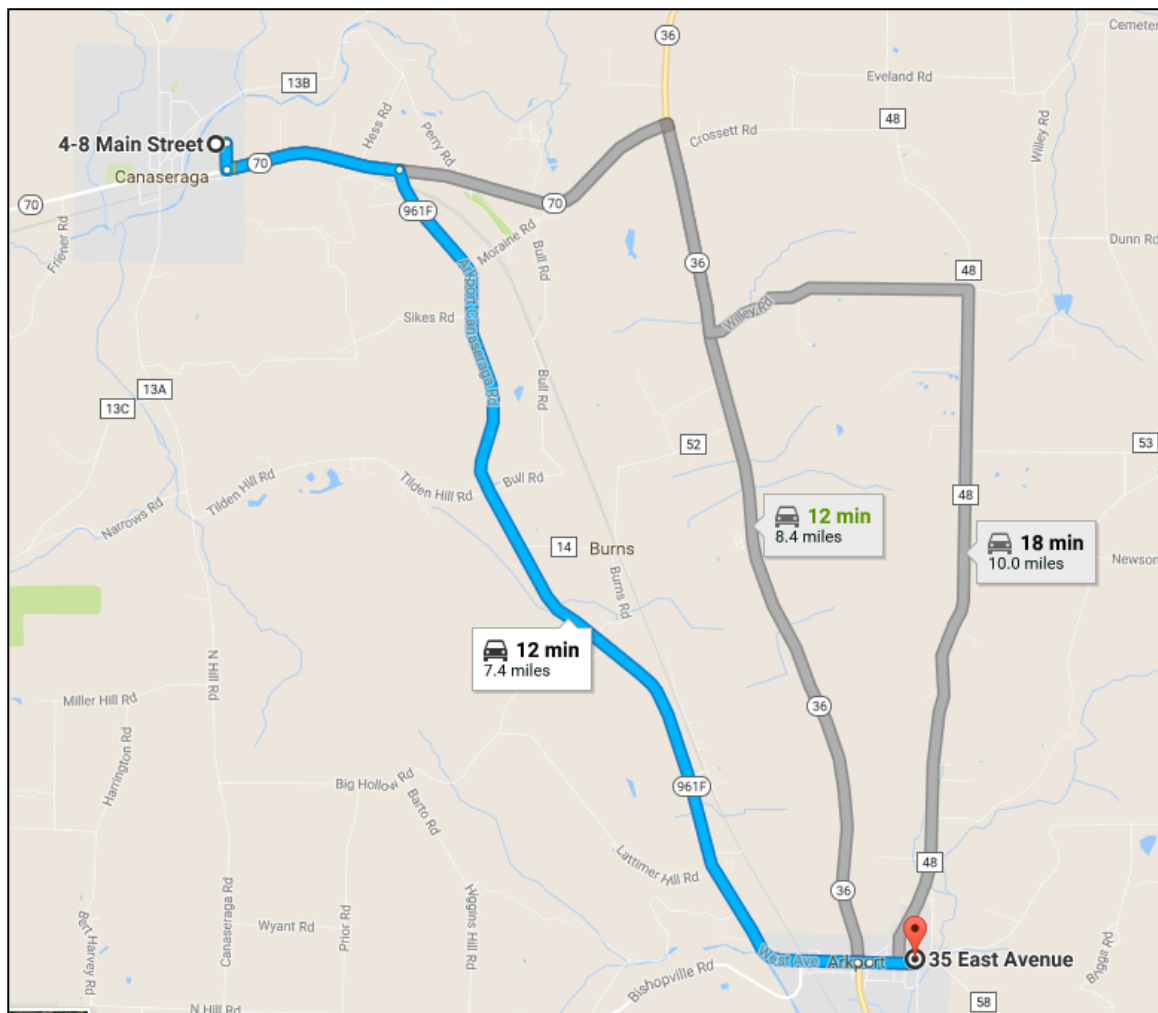 36
Cemeter
13B
Eveland Rd
48
Hess Rd
Perry Rd
Crossett Rd
Willey Rd
4-8 Main Street
70
Canaseraga
70
70
961F
Friener Rd
Moraine Rd
Bull Rd
Dunn Rd
36
48
Arkport Canaseraga Rd
Sikes Rd
Willey Rd
13A
13C
Bull Rd
52
53
Tilden Hill Rd
Tilden Hill Rd
Bull Rd
Narrows Rd
48
12 min
8.4 miles
18 min
10.0 miles
14
Burns
Newson
Burns Rd
12 min
7.4 miles
N Hill Rd
Miller Hill Rd
36
Harrington Rd
Big Hollow Rd
961F
Barto Rd
Lattimer Hill Rd
48
36
Canaseraga Rd
Prior Rd
Higgins Hill Rd
Wyant Rd
Bert Harvey Rd
West Ave
Arkport
35 East Avenue
Briggs Rd
Bishopville Rd
58
N Hill Rd